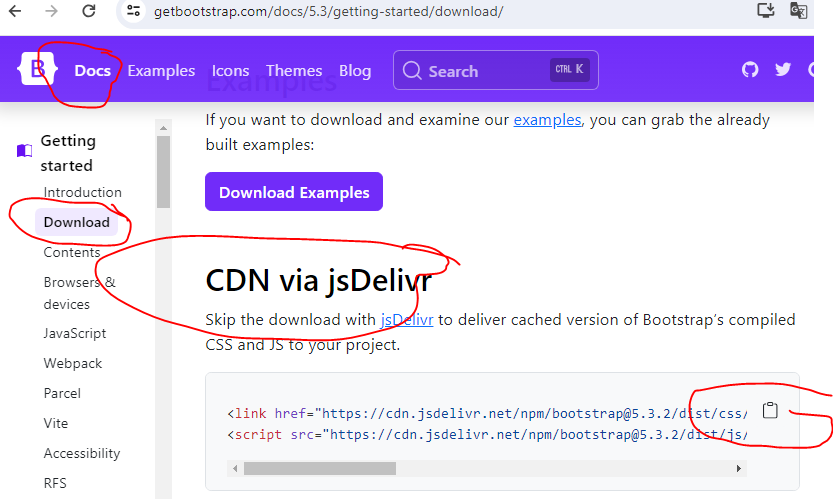 getbootstrap.com/docs/5.3/getting-started/download/
B Docs Examples Icons Themes Blog Search CTRL K
Examples
If you want to download and examine our examples, you can grab the already
built examples:
Download Examples
Getting
started
Introduction
Download
Contents
Browsers &
devices
JavaScript
Webpack
Parcel
Vite
Accessibility
RFS
CDN via jsDelivr
Skip the download with jsDelivr to deliver cached version of Bootstrap's compiled
CSS and JS to your project.
<link href="https://cdn.jsdelivr.net/npm/bootstrap@5.3.2/dist/css/
<script src="https://cdn.jsdelivr.net/npm/bootstrap@5.3.2/dist/js/